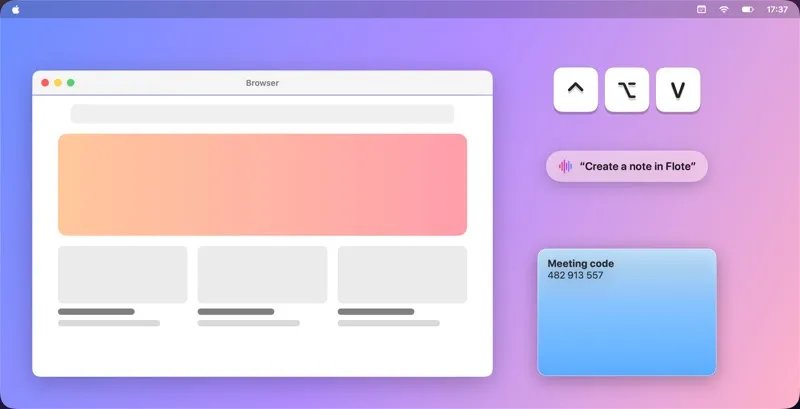 17:37
Browser
⌃ ⌥ V
“Create a note in Flote”
Meeting code
482 913 557